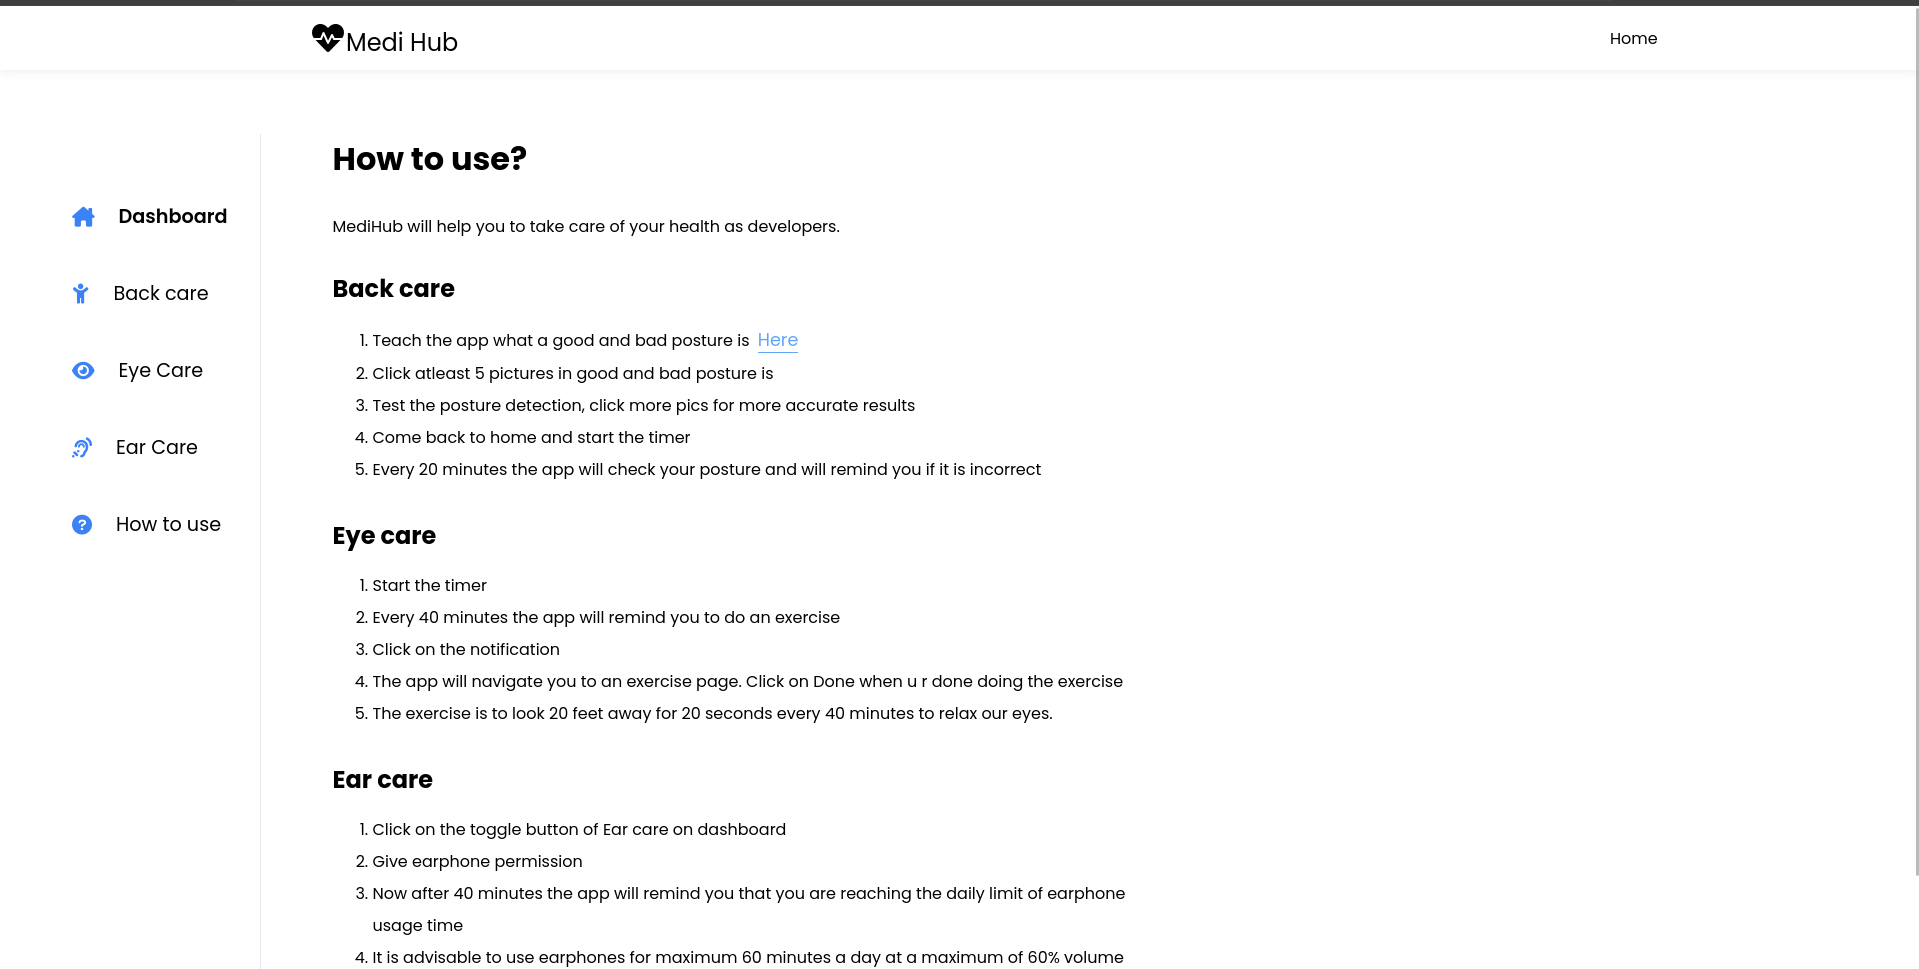 Medi Hub
Home
Dashboard
Back care
Eye Care
Ear Care
How to use
How to use?
MediHub will help you to take care of your health as developers.
Back care
1. Teach the app what a good and bad posture is Here
2. Click atleast 5 pictures in good and bad posture is
3. Test the posture detection, click more pics for more accurate results
4. Come back to home and start the timer
5. Every 20 minutes the app will check your posture and will remind you if it is incorrect
Eye care
1. Start the timer
2. Every 40 minutes the app will remind you to do an exercise
3. Click on the notification
4. The app will navigate you to an exercise page. Click on Done when u r done doing the exercise
5. The exercise is to look 20 feet away for 20 seconds every 40 minutes to relax our eyes.
Ear care
1. Click on the toggle button of Ear care on dashboard
2. Give earphone permission
3. Now after 40 minutes the app will remind you that you are reaching the daily limit of earphone
usage time
4. It is advisable to use earphones for maximum 60 minutes a day at a maximum of 60% volume